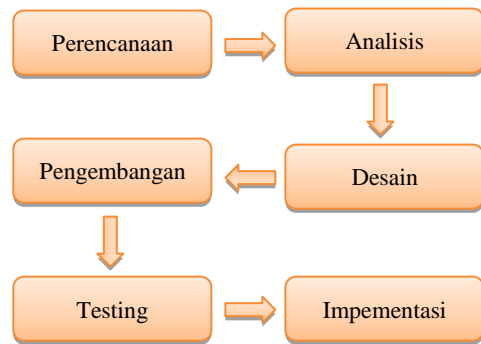 Perencanaan
Analisis
Desain
Pengembangan
Testing
Impementasi